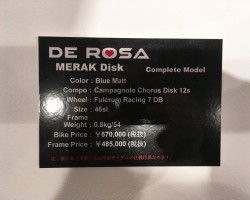 DE ROSA
MERAK Disk Complete Model
Color : Blue Matt
Compo : Campagnolo Chorus Disk 12s
Wheel : Fulcrum Racing 7 DB
Size : 46sl
Frame
Weight : 0.8kg/54
Bike Price : ￥670,000 (税抜)
Frame Price : ￥485,000 (税抜)